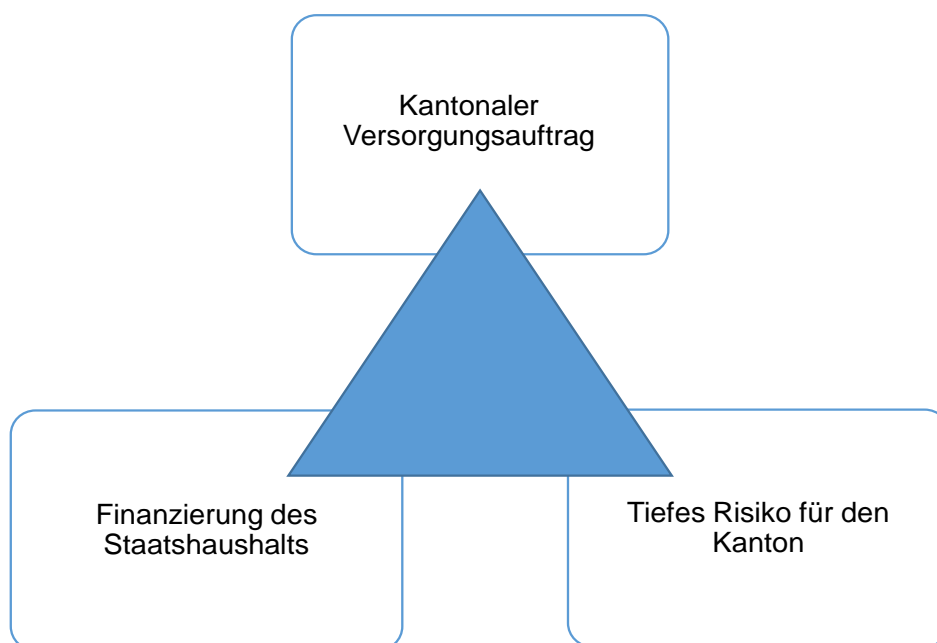 Kantonaler
Versorgungsauftrag
Finanzierung des
Staatshaushalts
Tiefes Risiko für den
Kanton